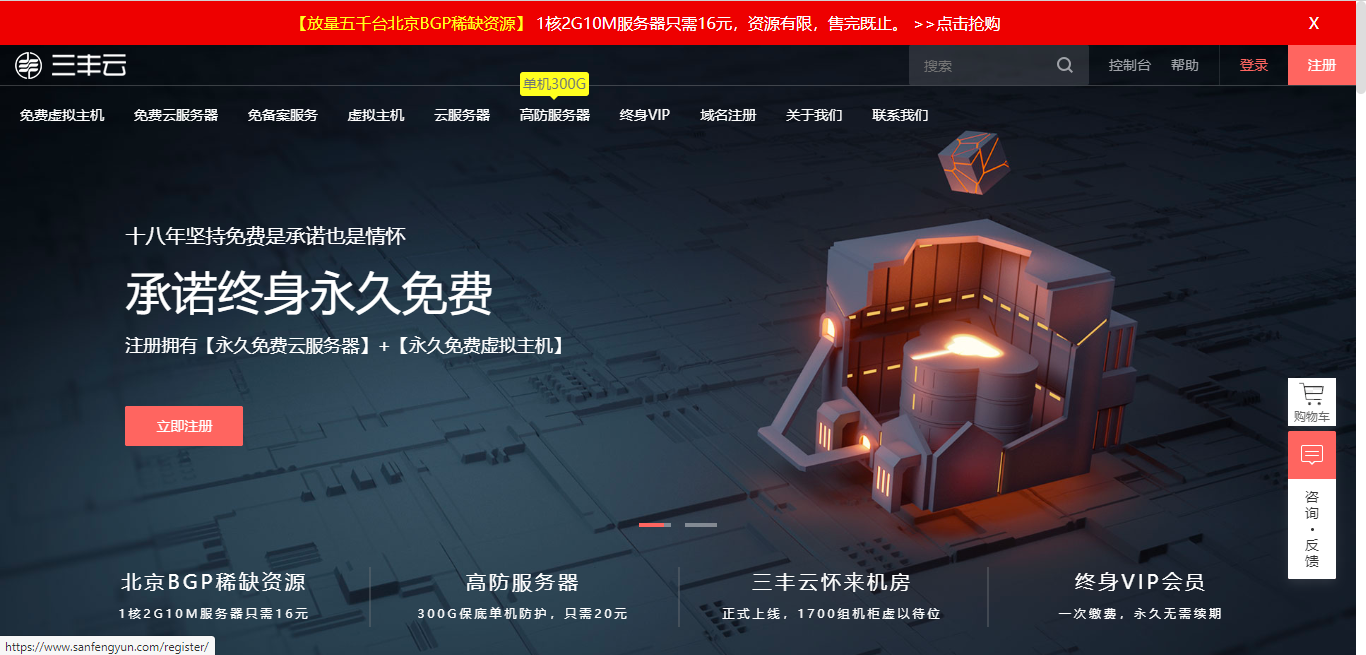 【放量五千台北京BGP稀缺资源】 1核2G10M服务器只需16元，资源有限，售完既止。 >>点击抢购 X
三丰云 搜索 控制台 帮助 登录 注册
单机300G
免费虚拟主机 免费云服务器 免备案服务 虚拟主机 云服务器 高防服务器 终身VIP 域名注册 关于我们 联系我们
十八年坚持免费是承诺也是情怀
承诺终身永久免费
注册拥有【永久免费云服务器】+【永久免费虚拟主机】
立即注册
购物车
咨询·反馈
北京BGP稀缺资源 高防服务器 三丰云怀来机房 终身VIP会员
1核2G10M服务器只需16元 300G保底单机防护，只需20元 正式上线，1700组机柜虚以待位 一次缴费，永久无需续期
https://www.sanfengyun.com/register/